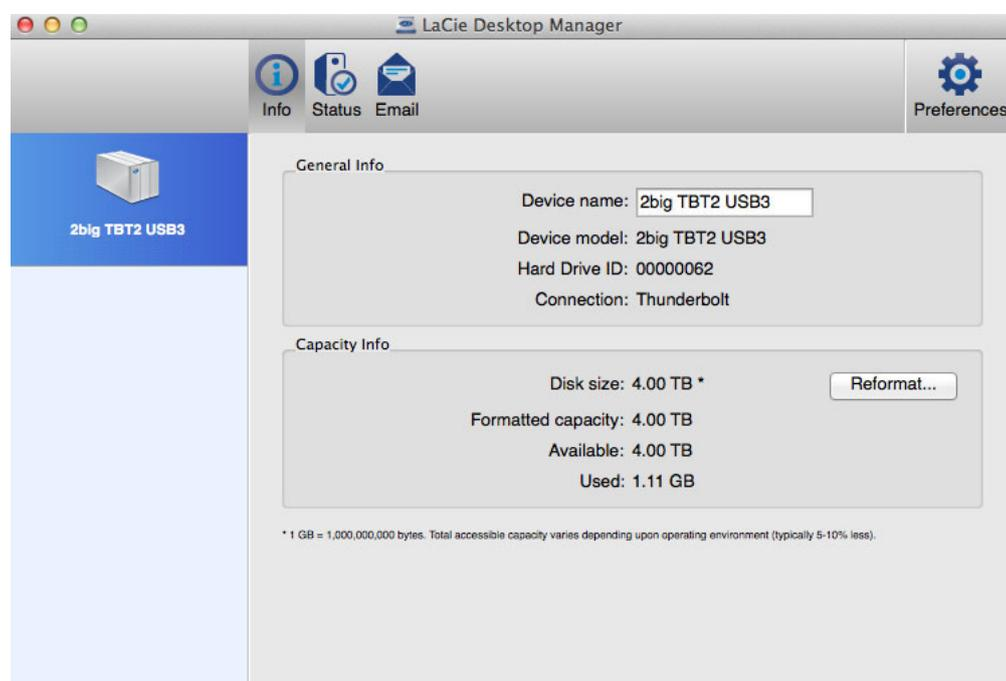 LaCie Desktop Manager
Info Status Email Preferences
2big TBT2 USB3
General Info
Device name: 2big TBT2 USB3
Device model: 2big TBT2 USB3
Hard Drive ID: 00000062
Connection: Thunderbolt
Capacity Info
Disk size: 4.00 TB * Reformat...
Formatted capacity: 4.00 TB
Available: 4.00 TB
Used: 1.11 GB
* 1 GB = 1,000,000,000 bytes. Total accessible capacity varies depending upon operating environment (typically 5-10% less).